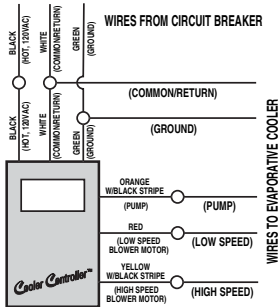 WIRES FROM CIRCUIT BREAKER
BLACK
(HOT, 120VAC)
WHITE
(COMMON/RETURN)
GREEN
(GROUND)
(COMMON/RETURN)
(GROUND)
BLACK
(HOT, 120VAC)
WHITE
(COMMON/RETURN)
GREEN
(GROUND)
WIRES TO EVAPORATIVE COOLER
ORANGE
W/BLACK STRIPE
(PUMP)
(PUMP)
RED
(LOW SPEED
BLOWER MOTOR)
(LOW SPEED)
YELLOW
W/BLACK STRIPE
(HIGH SPEED
BLOWER MOTOR)
(HIGH SPEED)
Cooler Controller™